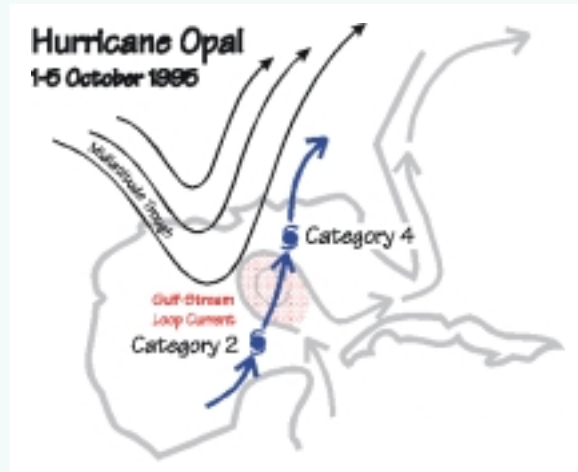 Hurricane Opal
1-5 October 1995
Midlatitude Trough
Category 4
Gulf-Stream
Loop Current
Category 2